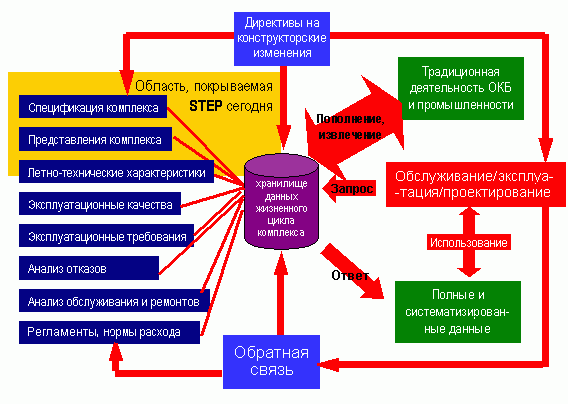 Директивы на
конструкторские
изменения
Область, покрываемая
STEP сегодня
Традиционная
деятельность ОКБ
и промышленности
Спецификация комплекса
Представления комплекса
Летно-технические характеристики
Эксплуатационные качества
Эксплуатационные требования
Анализ отказов
Анализ обслуживания и ремонтов
Регламенты, нормы расхода
Пополнение,
извлечение
хранилище
данных
жизненного
цикла
комплекса
Запрос
Обслуживание/эксплуа-
-тация/проектирование
Использование
Ответ
Полные и
систематизирован-
ные данные
Обратная
связь